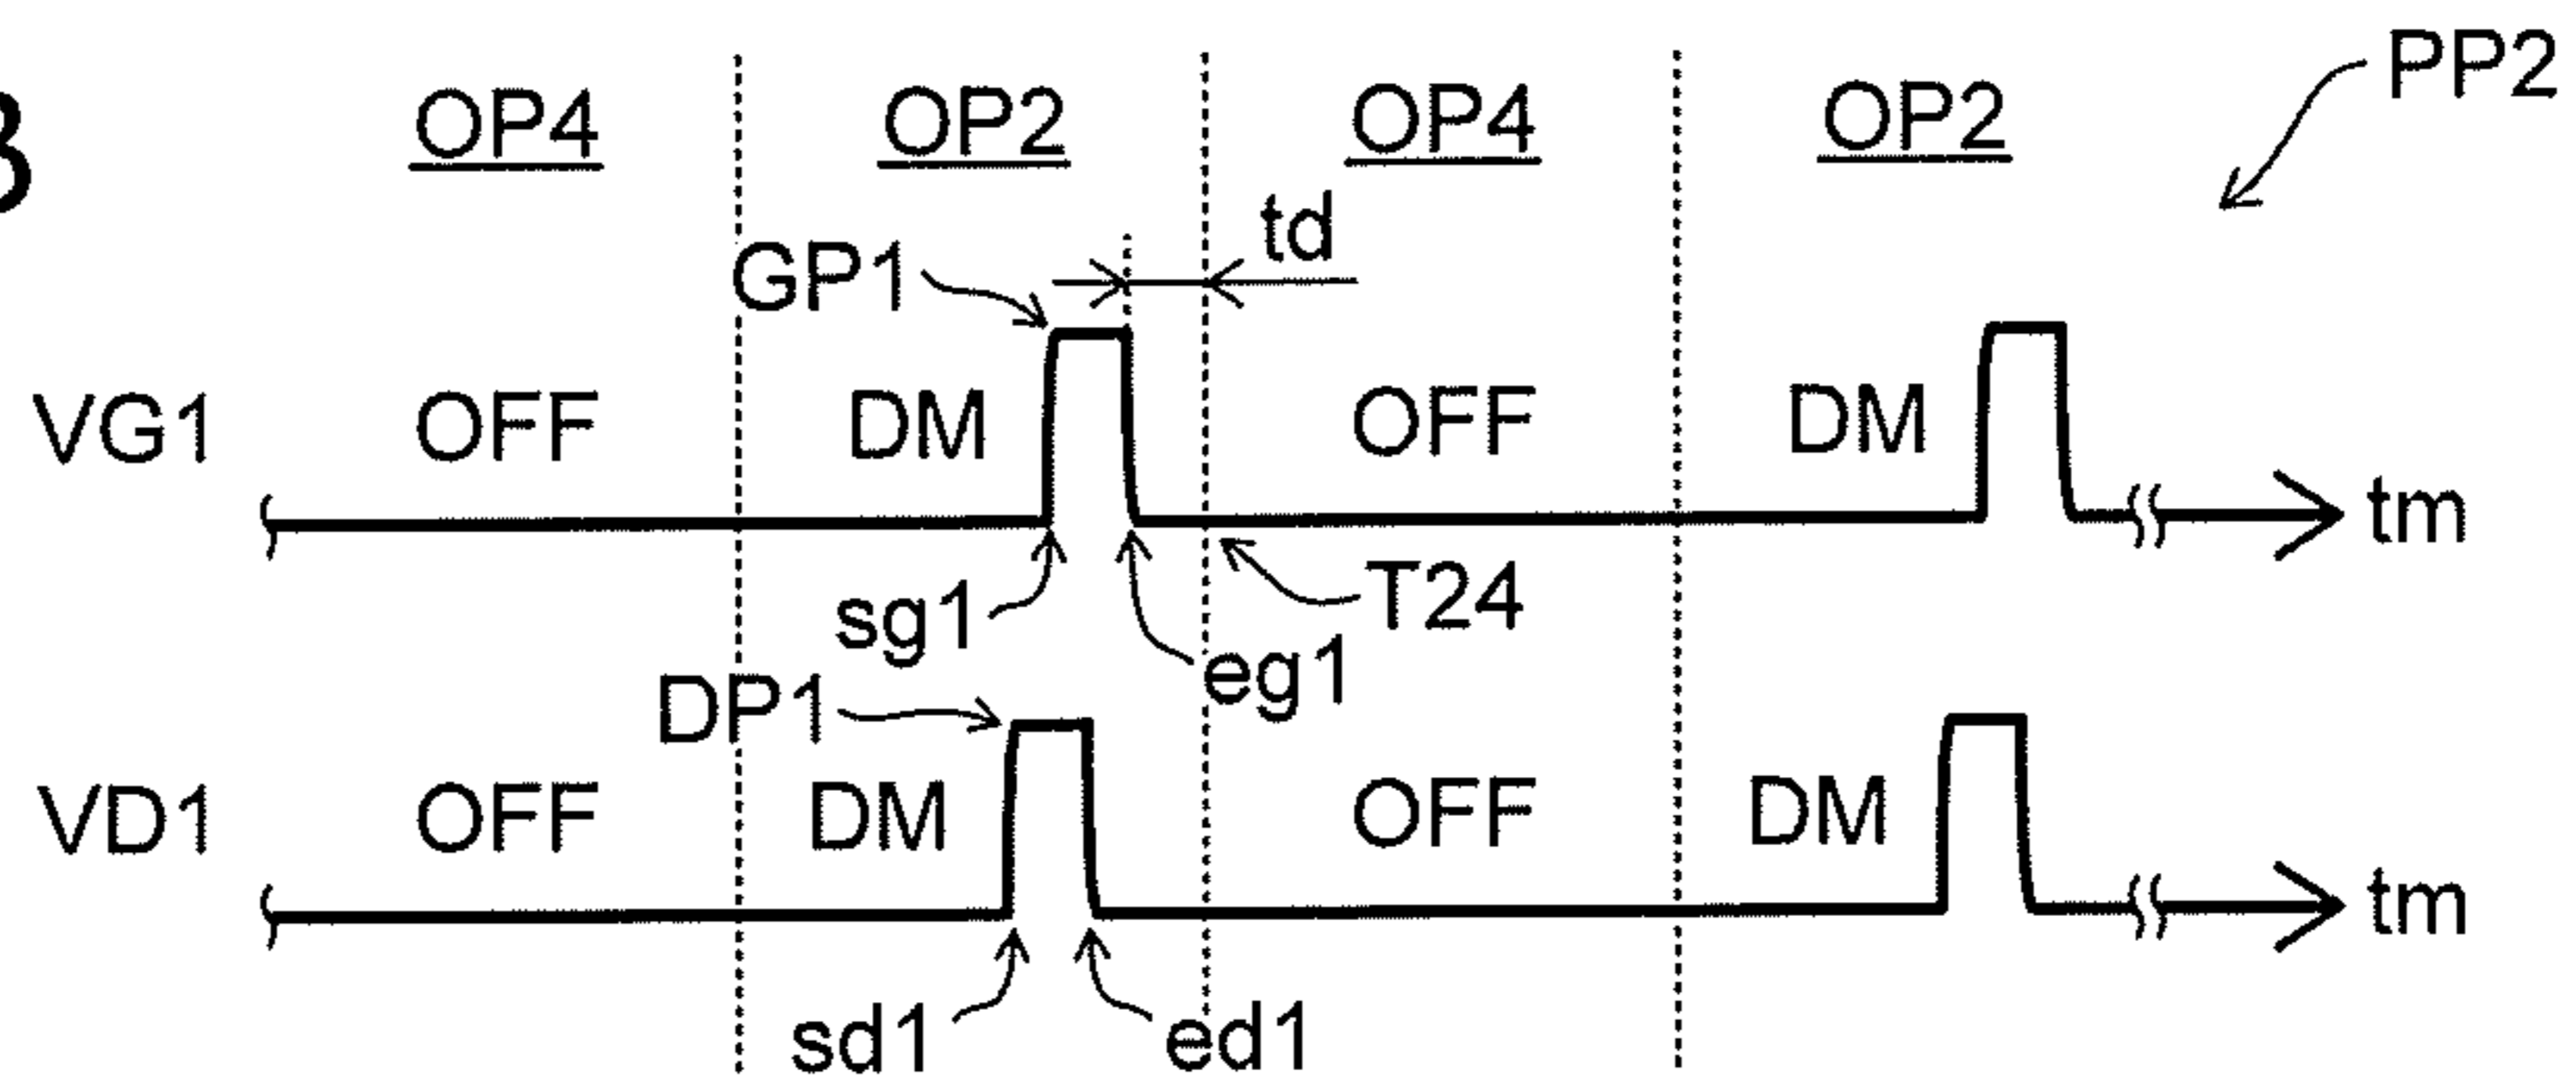 B
OP4 OP2 OP4 OP2 PP2
GP1 td
VG1 OFF DM OFF DM tm
sg1 eg1 T24
DP1
VD1 OFF DM OFF DM tm
sd1 ed1